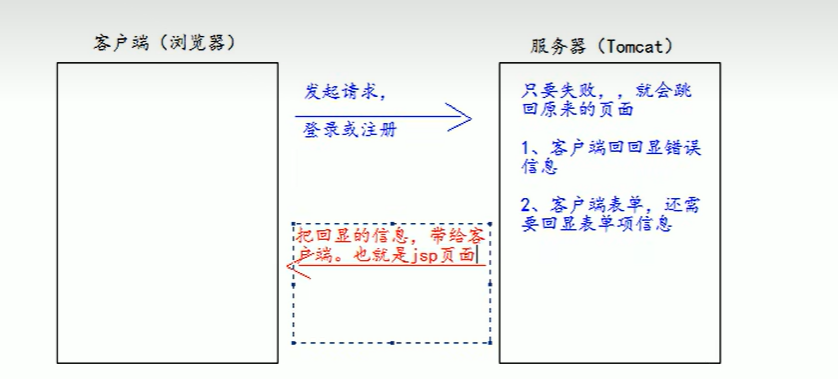 客户端（浏览器）
服务器（Tomcat）
发起请求，
登录或注册
只要失败，，就会跳
回原来的页面
1、客户端回回显错误
信息
2、客户端表单，还需
要回显表单项信息
把回显的信息，带给客
户端。也就是jsp页面